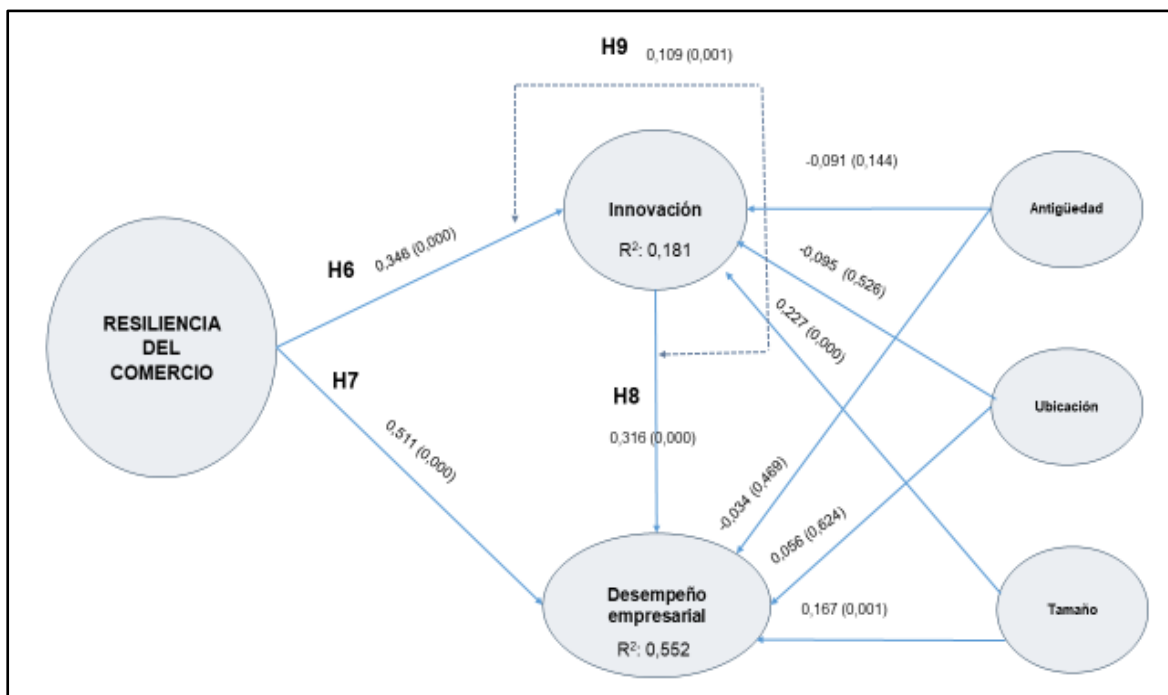 H9
0,109 (0,001)
-0,091 (0,144)
Innovación
R²: 0,181
Antigüedad
H6
0,346 (0,000)
-0,095 (0,526)
0,227 (0,000)
RESILIENCIA
DEL
COMERCIO
H7
0,511 (0,000)
H8
0,316 (0,000)
Ubicación
-0,034 (0,469)
0,056 (0,624)
Desempeño
empresarial
R²: 0,552
0,167 (0,001)
Tamaño